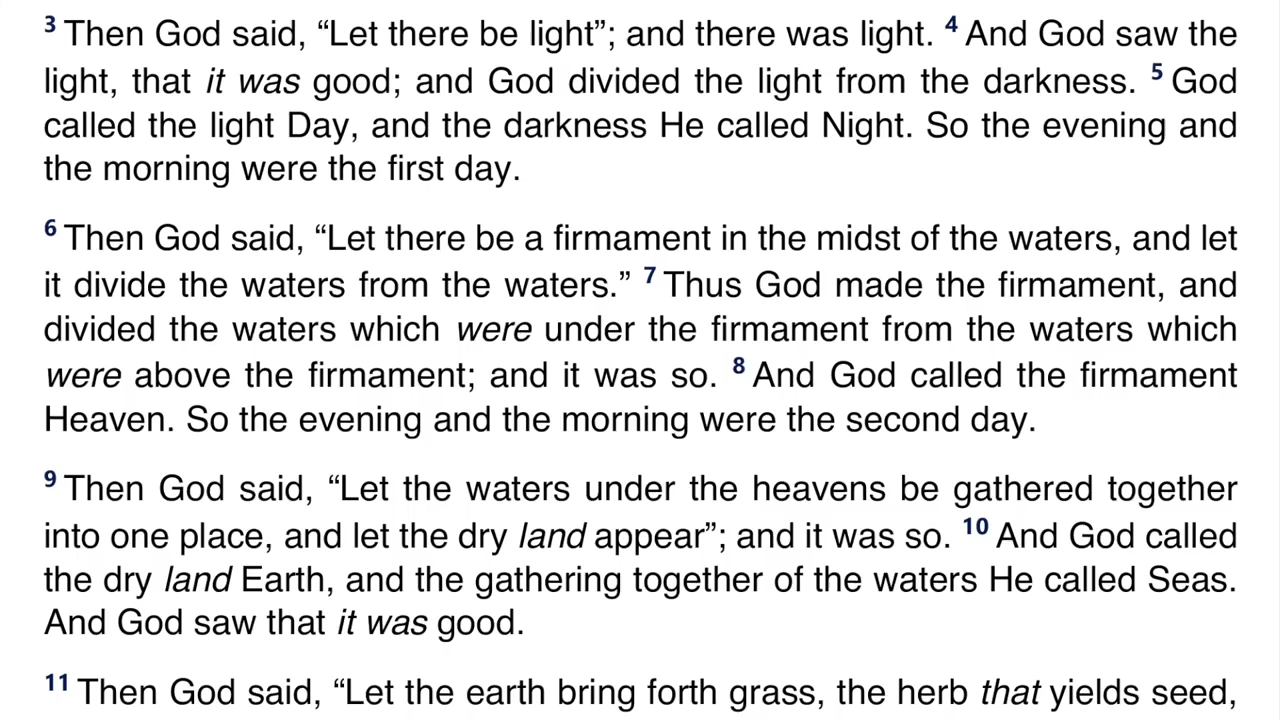 3 Then God said, “Let there be light”; and there was light. 4 And God saw the
light, that it was good; and God divided the light from the darkness. 5 God
called the light Day, and the darkness He called Night. So the evening and
the morning were the first day.
6 Then God said, “Let there be a firmament in the midst of the waters, and let
it divide the waters from the waters.” 7 Thus God made the firmament, and
divided the waters which were under the firmament from the waters which
were above the firmament; and it was so. 8 And God called the firmament
Heaven. So the evening and the morning were the second day.
9 Then God said, “Let the waters under the heavens be gathered together
into one place, and let the dry land appear”; and it was so. 10 And God called
the dry land Earth, and the gathering together of the waters He called Seas.
And God saw that it was good.
11 Then God said, “Let the earth bring forth grass, the herb that yields seed,